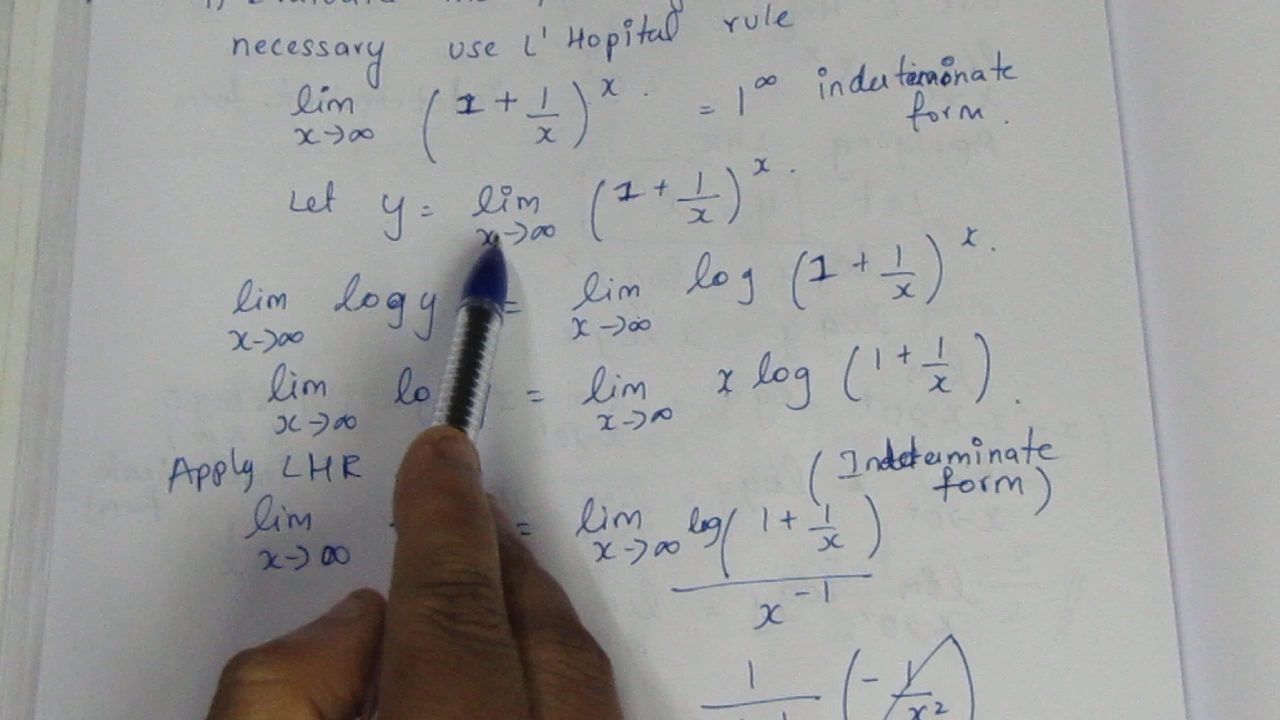 necessary use L' Hopital rule
lim x→∞ (1 + 1/x)^x . = 1^∞ indeterminate form .
Let y = lim x→∞ (1 + 1/x)^x .
lim x→∞ log y = lim x→∞ log (1 + 1/x)^x .
lim x→∞ lo = lim x→∞ x log (1 + 1/x) .
Apply LHR (Indeterminate form)
lim x→∞ = lim x→∞ log(1 + 1/x) / x^-1
1 (- 1/x²)